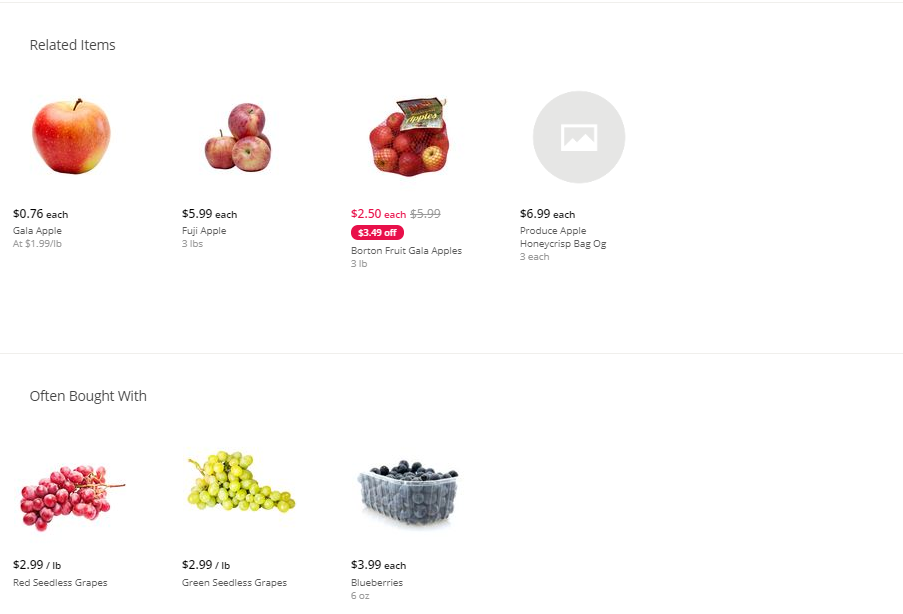 Related Items
Apples
$0.76 each
Gala Apple
At $1.99/lb
$5.99 each
Fuji Apple
3 lbs
$2.50 each $5.99
$3.49 off
Borton Fruit Gala Apples
3 lb
$6.99 each
Produce Apple
Honeycrisp Bag Og
3 each
Often Bought With
$2.99 / lb
Red Seedless Grapes
$2.99 / lb
Green Seedless Grapes
$3.99 each
Blueberries
6 oz